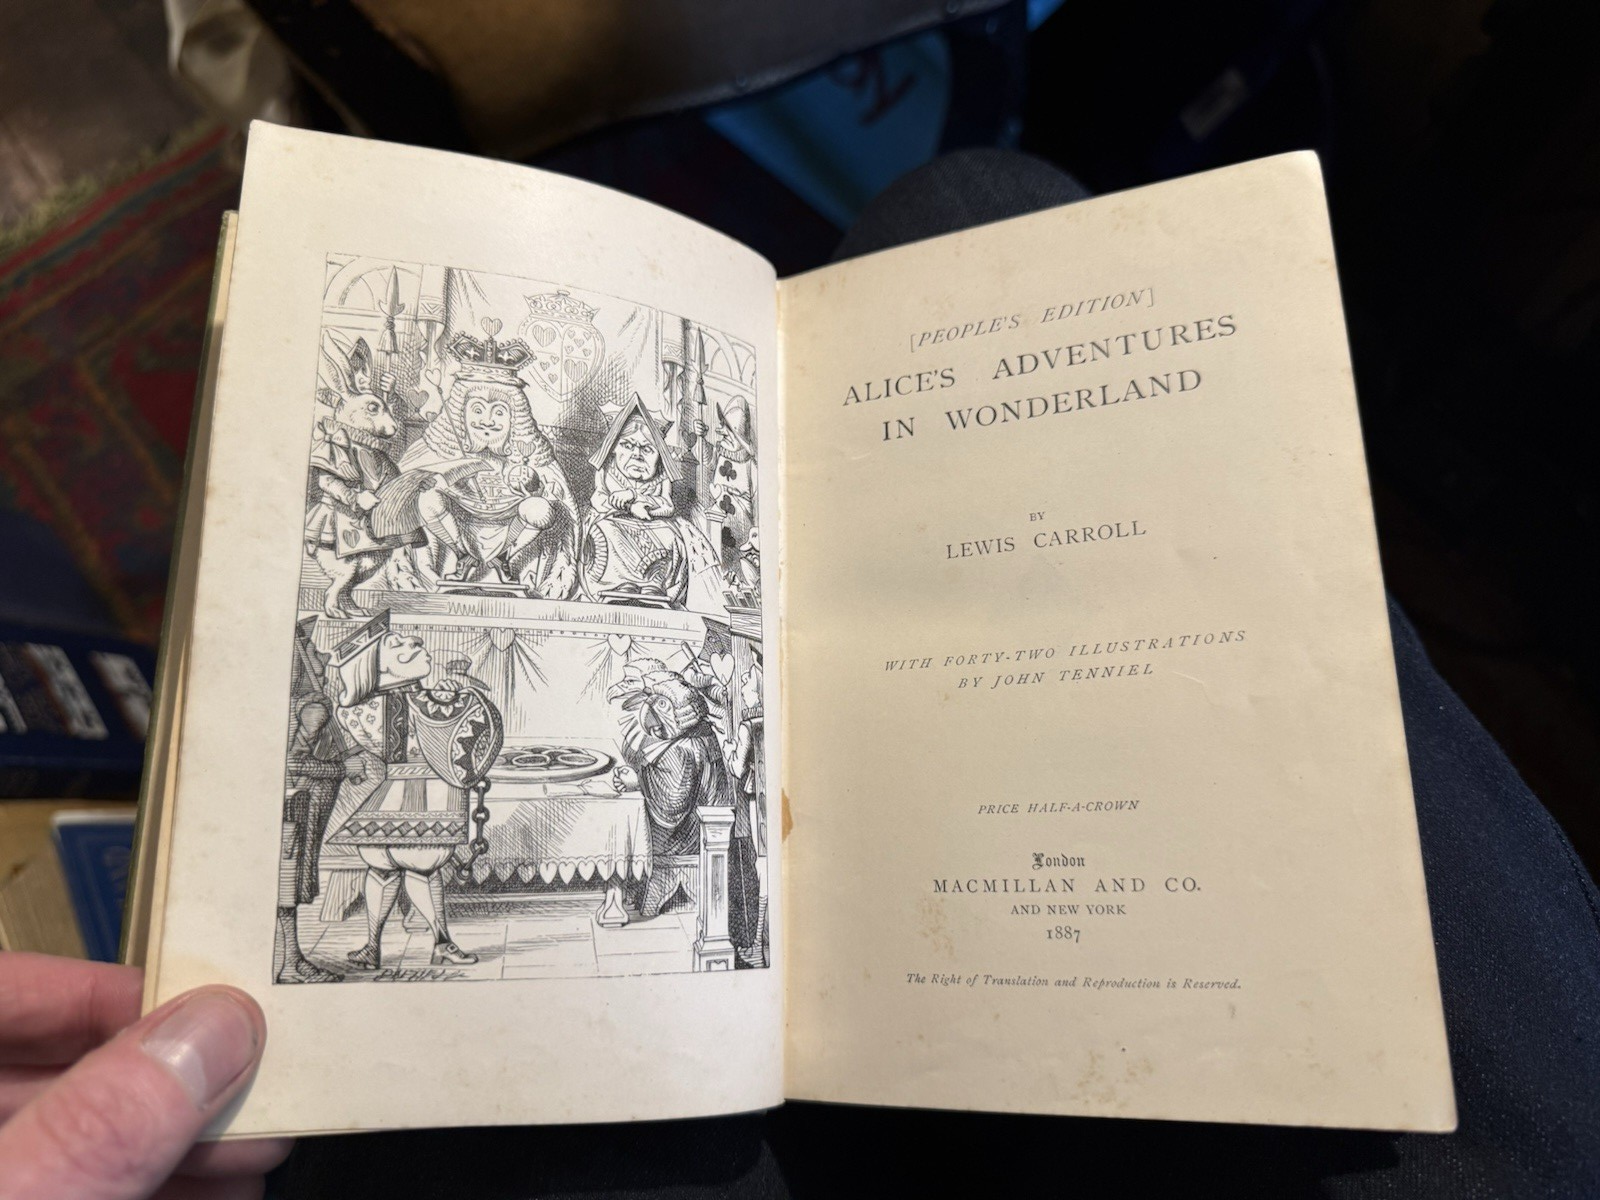 [PEOPLE'S EDITION]
ALICE'S ADVENTURES
IN WONDERLAND
BY
LEWIS CARROLL
WITH FORTY-TWO ILLUSTRATIONS
BY JOHN TENNIEL
PRICE HALF-A-CROWN
London
MACMILLAN AND CO.
AND NEW YORK
1887
The Right of Translation and Reproduction is Reserved.